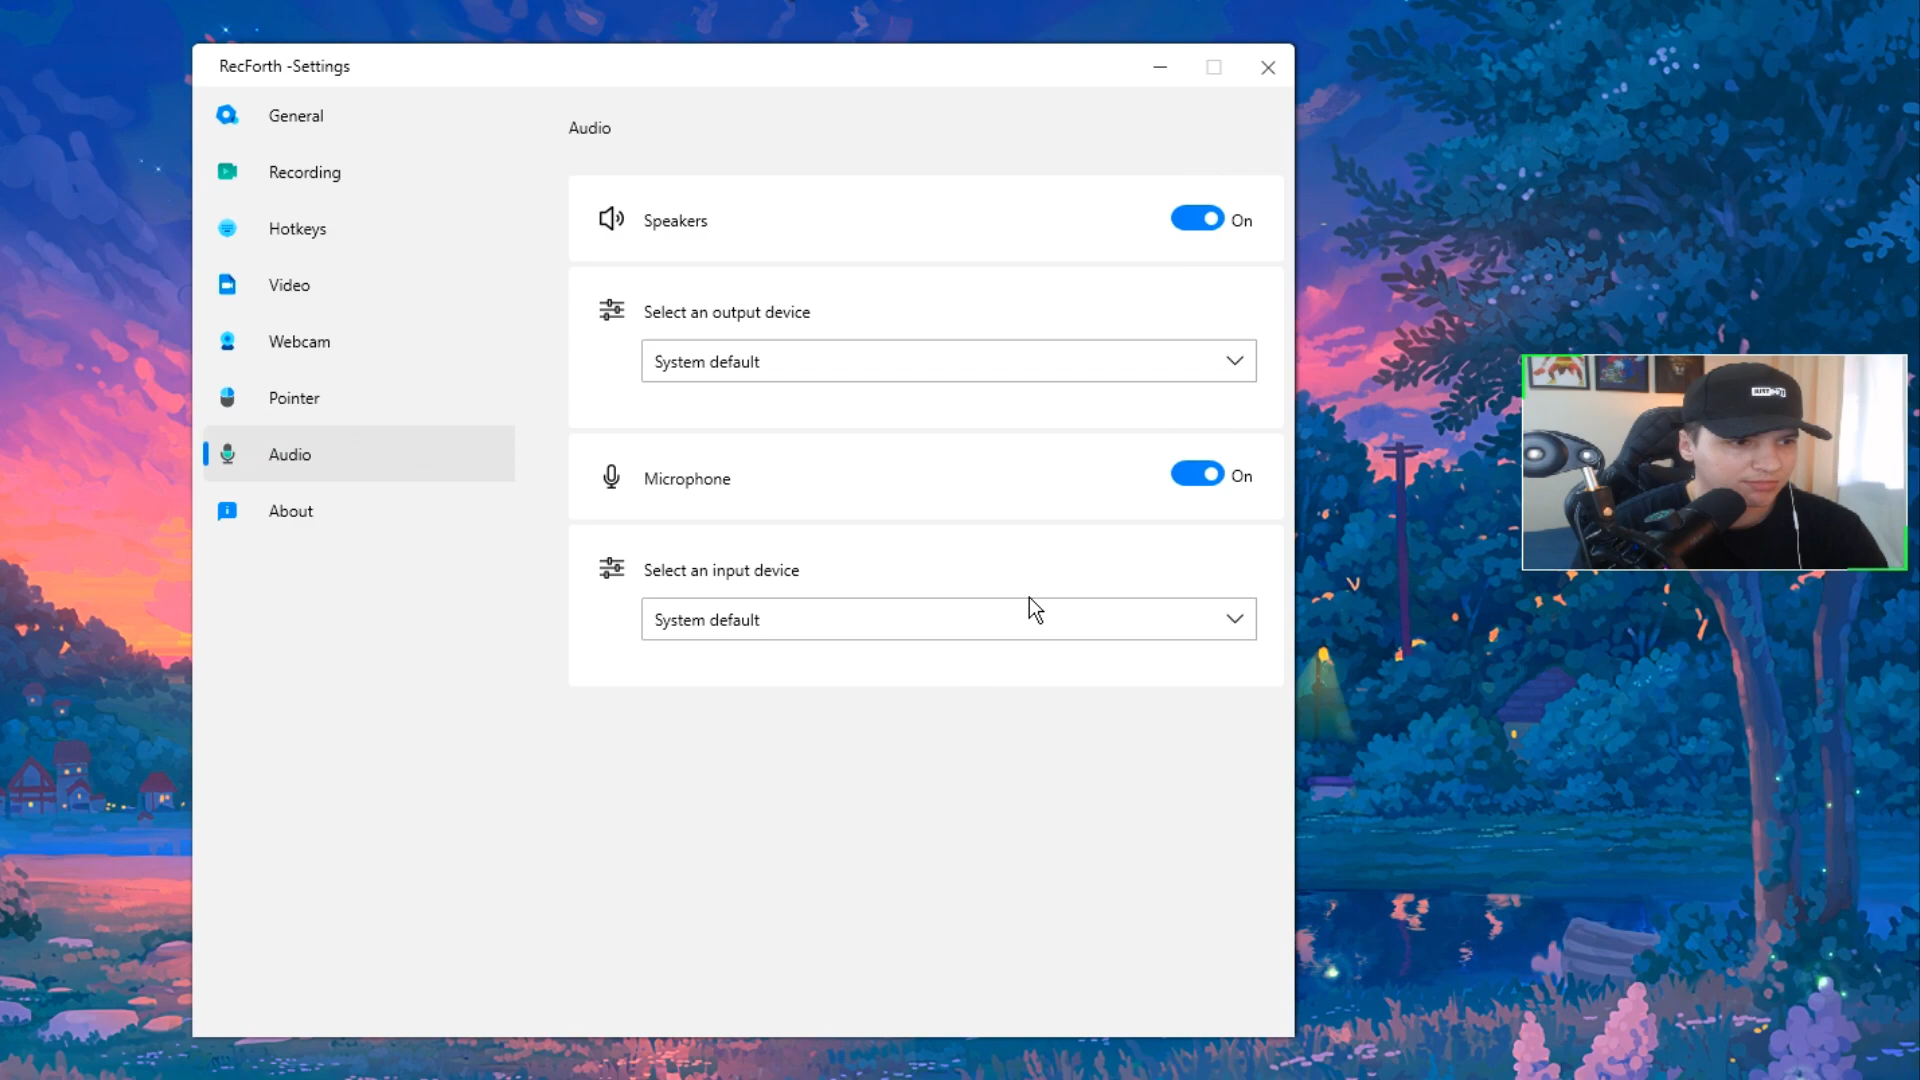 RecForth -Settings
General
Recording
Hotkeys
Video
Webcam
Pointer
Audio
About
Audio
Speakers
On
Select an output device
System default
Microphone
On
Select an input device
System default